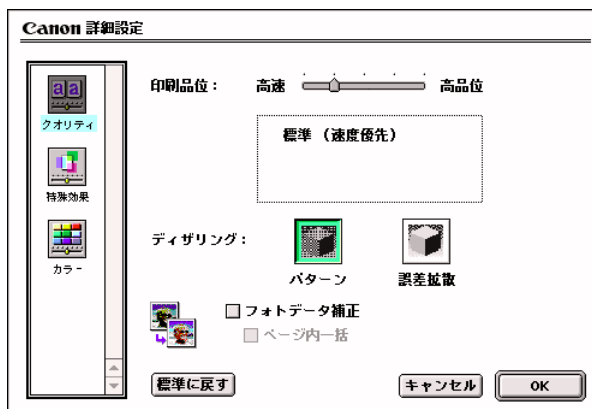 Canon 詳細設定
クオリティ
特殊効果
カラー
印刷品位： 高速 高品位
標準 （速度優先）
ディザリング：
パターン 誤差拡散
フォトデータ補正
ページ内一括
標準に戻す キャンセル OK